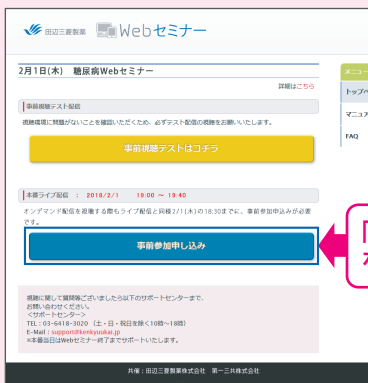 田辺三菱製薬 Webセミナー
2月1日(木) 糖尿病Webセミナー
詳細はこちら
事前視聴テスト配信
視聴環境に問題がないことを確認いただくため、必ずテスト配信の視聴をお願いいたします。
事前視聴テストはコチラ
本番ライブ配信 : 2018/2/1 19:00 ～ 19:40
オンデマンド配信を視聴する際もライブ配信と同様2/1(木)の18:30までに、事前参加申込みが必要
です。
事前参加申し込み
視聴に関して質問等ございましたら以下のサポートセンターまで、
お問い合わせください。
<サポートセンター>
TEL : 03-6418-3020 (土・日・祝日を除く10時～18時)
E-Mail : support@kenkyuukai.jp
※本番当日はWebセミナー終了までサポートいたします。
共催 : 田辺三菱製薬株式会社 第一三共株式会社
メニュー
トップペ
マニュア
FAQ